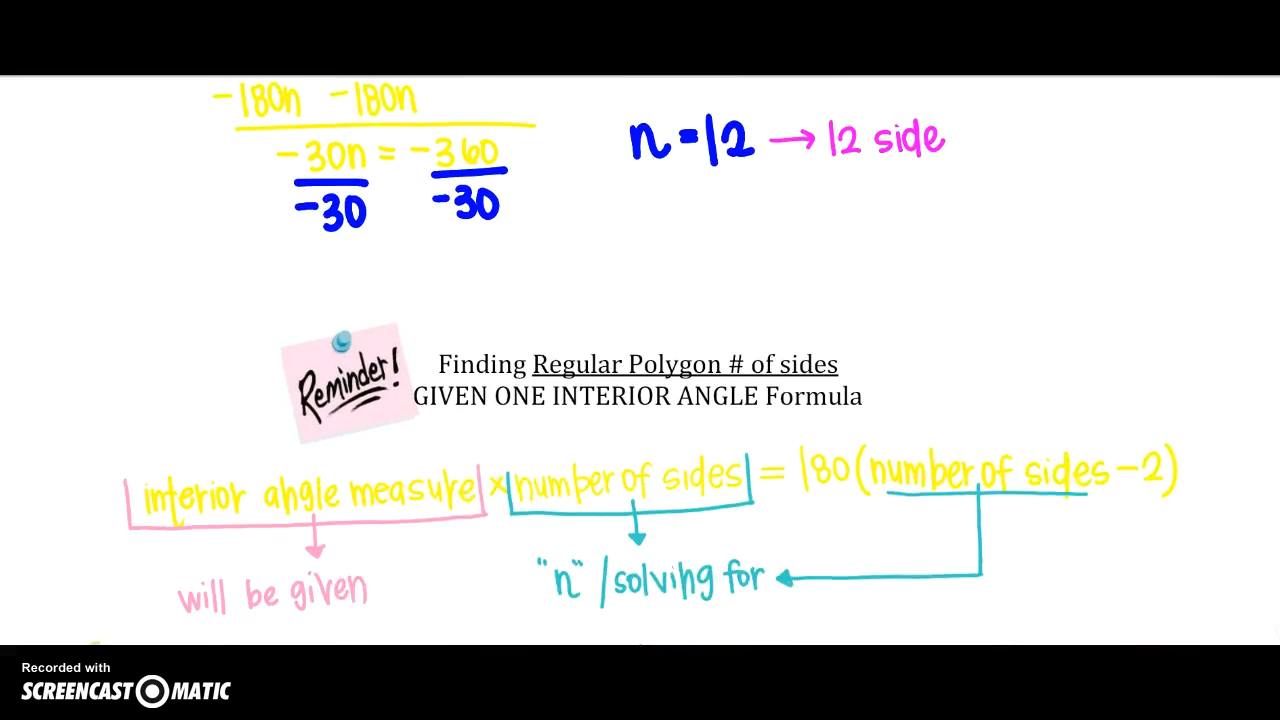 -180n -180n
-30n = -360
-30 -30
n = 12 → 12 side
Reminder!
Finding Regular Polygon # of sides
GIVEN ONE INTERIOR ANGLE Formula
interior angle measure × number of sides = 180(number of sides - 2)
will be given
"n" / solving for
Recorded with
SCREENCAST MATIC